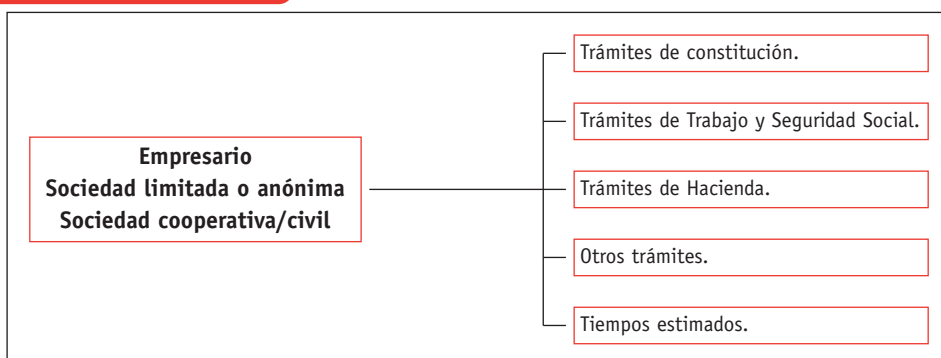 Empresario
Sociedad limitada o anónima
Sociedad cooperativa/civil
Trámites de constitución.
Trámites de Trabajo y Seguridad Social.
Trámites de Hacienda.
Otros trámites.
Tiempos estimados.